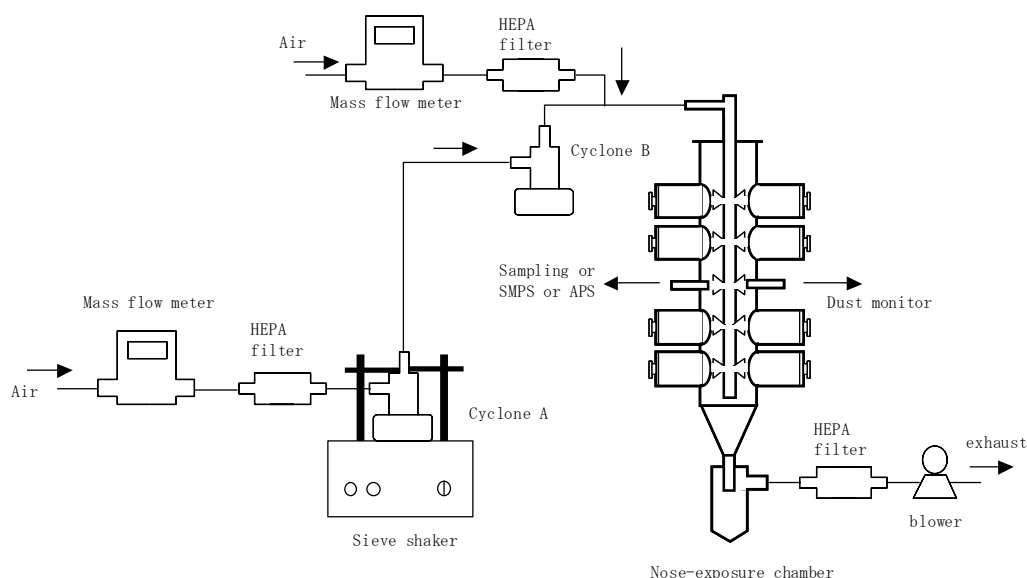 HEPA
filter
Air
Mass flow meter
Cyclone B
Sampling or
SMPS or APS
Dust monitor
Mass flow meter
HEPA
filter
Air
Cyclone A
HEPA
filter
exhaust
blower
Sieve shaker
Nose-exposure chamber